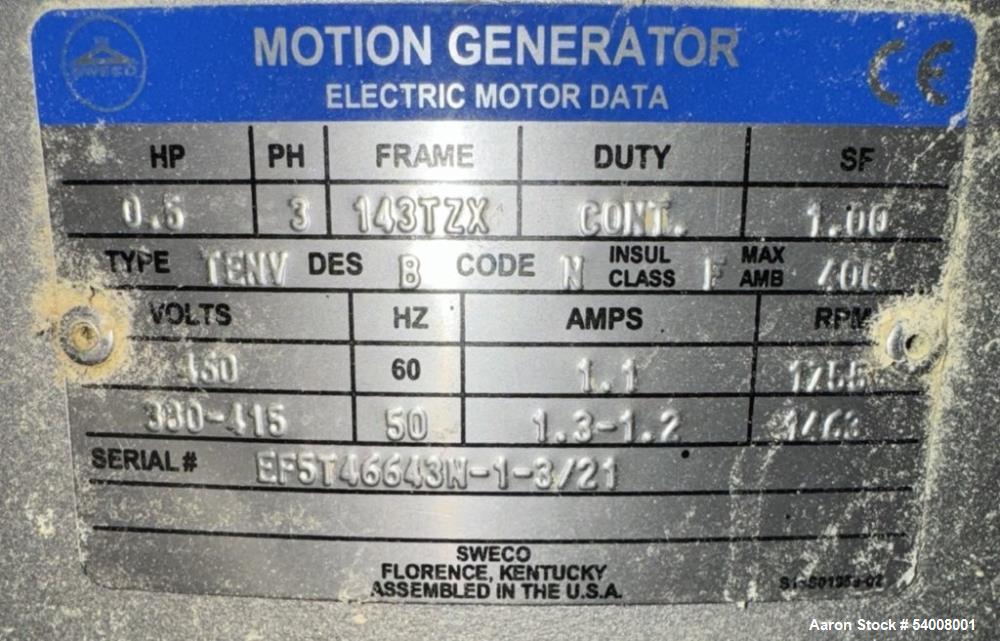 SWECO
MOTION GENERATOR
CE
ELECTRIC MOTOR DATA
HP PH FRAME DUTY SF
0.5 3 143TZX CONT. 1.00
TYPE TENV DES B CODE N INSUL CLASS F MAX AMB 40C
VOLTS HZ AMPS RPM
460 60 1.1 1755
380-415 50 1.3-1.2
SERIAL# EF5T46643N-1-3/21
SWECO
FLORENCE, KENTUCKY
ASSEMBLED IN THE U.S.A.
Aaron Stock # 54008001